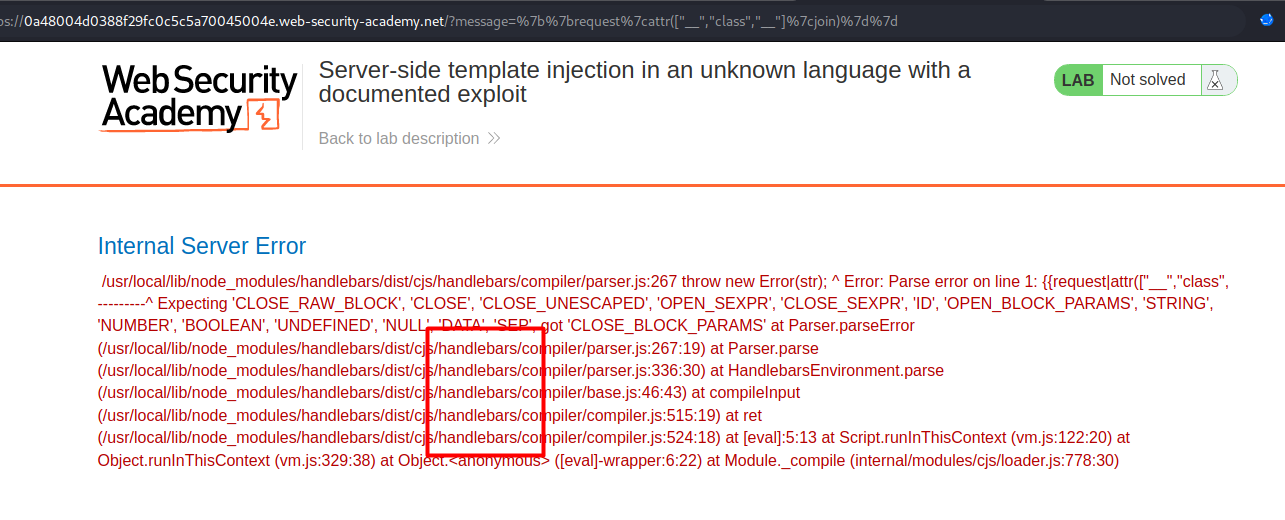 ps://0a48004d0388f29fc0c5c5a70045004e.web-security-academy.net/?message=%7b%7brequest%7cattr(["__","class","__"]%7cjoin)%7d%7d
Web Security
Academy
Server-side template injection in an unknown language with a
documented exploit
LAB Not solved
Back to lab description
Internal Server Error
/usr/local/lib/node_modules/handlebars/dist/cjs/handlebars/compiler/parser.js:267 throw new Error(str); ^ Error: Parse error on line 1: {{request|attr(["__","class",
---------^ Expecting 'CLOSE_RAW_BLOCK', 'CLOSE', 'CLOSE_UNESCAPED', 'OPEN_SEXPR', 'CLOSE_SEXPR', 'ID', 'OPEN_BLOCK_PARAMS', 'STRING',
'NUMBER', 'BOOLEAN', 'UNDEFINED', 'NULL', 'DATA', 'SEP', got 'CLOSE_BLOCK_PARAMS' at Parser.parseError
(/usr/local/lib/node_modules/handlebars/dist/cjs/handlebars/compiler/parser.js:267:19) at Parser.parse
(/usr/local/lib/node_modules/handlebars/dist/cjs/handlebars/compiler/parser.js:336:30) at HandlebarsEnvironment.parse
(/usr/local/lib/node_modules/handlebars/dist/cjs/handlebars/compiler/base.js:46:43) at compileInput
(/usr/local/lib/node_modules/handlebars/dist/cjs/handlebars/compiler/compiler.js:515:19) at ret
(/usr/local/lib/node_modules/handlebars/dist/cjs/handlebars/compiler/compiler.js:524:18) at [eval]:5:13 at Script.runInThisContext (vm.js:122:20) at
Object.runInThisContext (vm.js:329:38) at Object.<anonymous> ([eval]-wrapper:6:22) at Module._compile (internal/modules/cjs/loader.js:778:30)